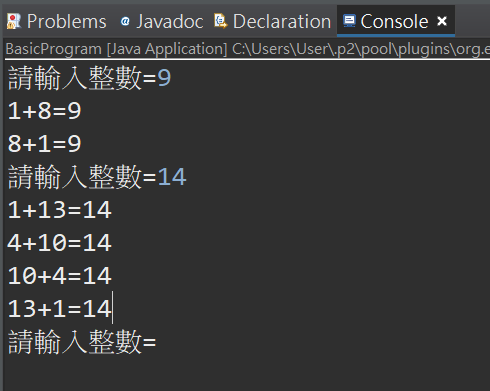 Problems @ Javadoc Declaration Console ×
BasicProgram [Java Application] C:\Users\User\.p2\pool\plugins\org.e
請輸入整數=9
1+8=9
8+1=9
請輸入整數=14
1+13=14
4+10=14
10+4=14
13+1=14
請輸入整數=